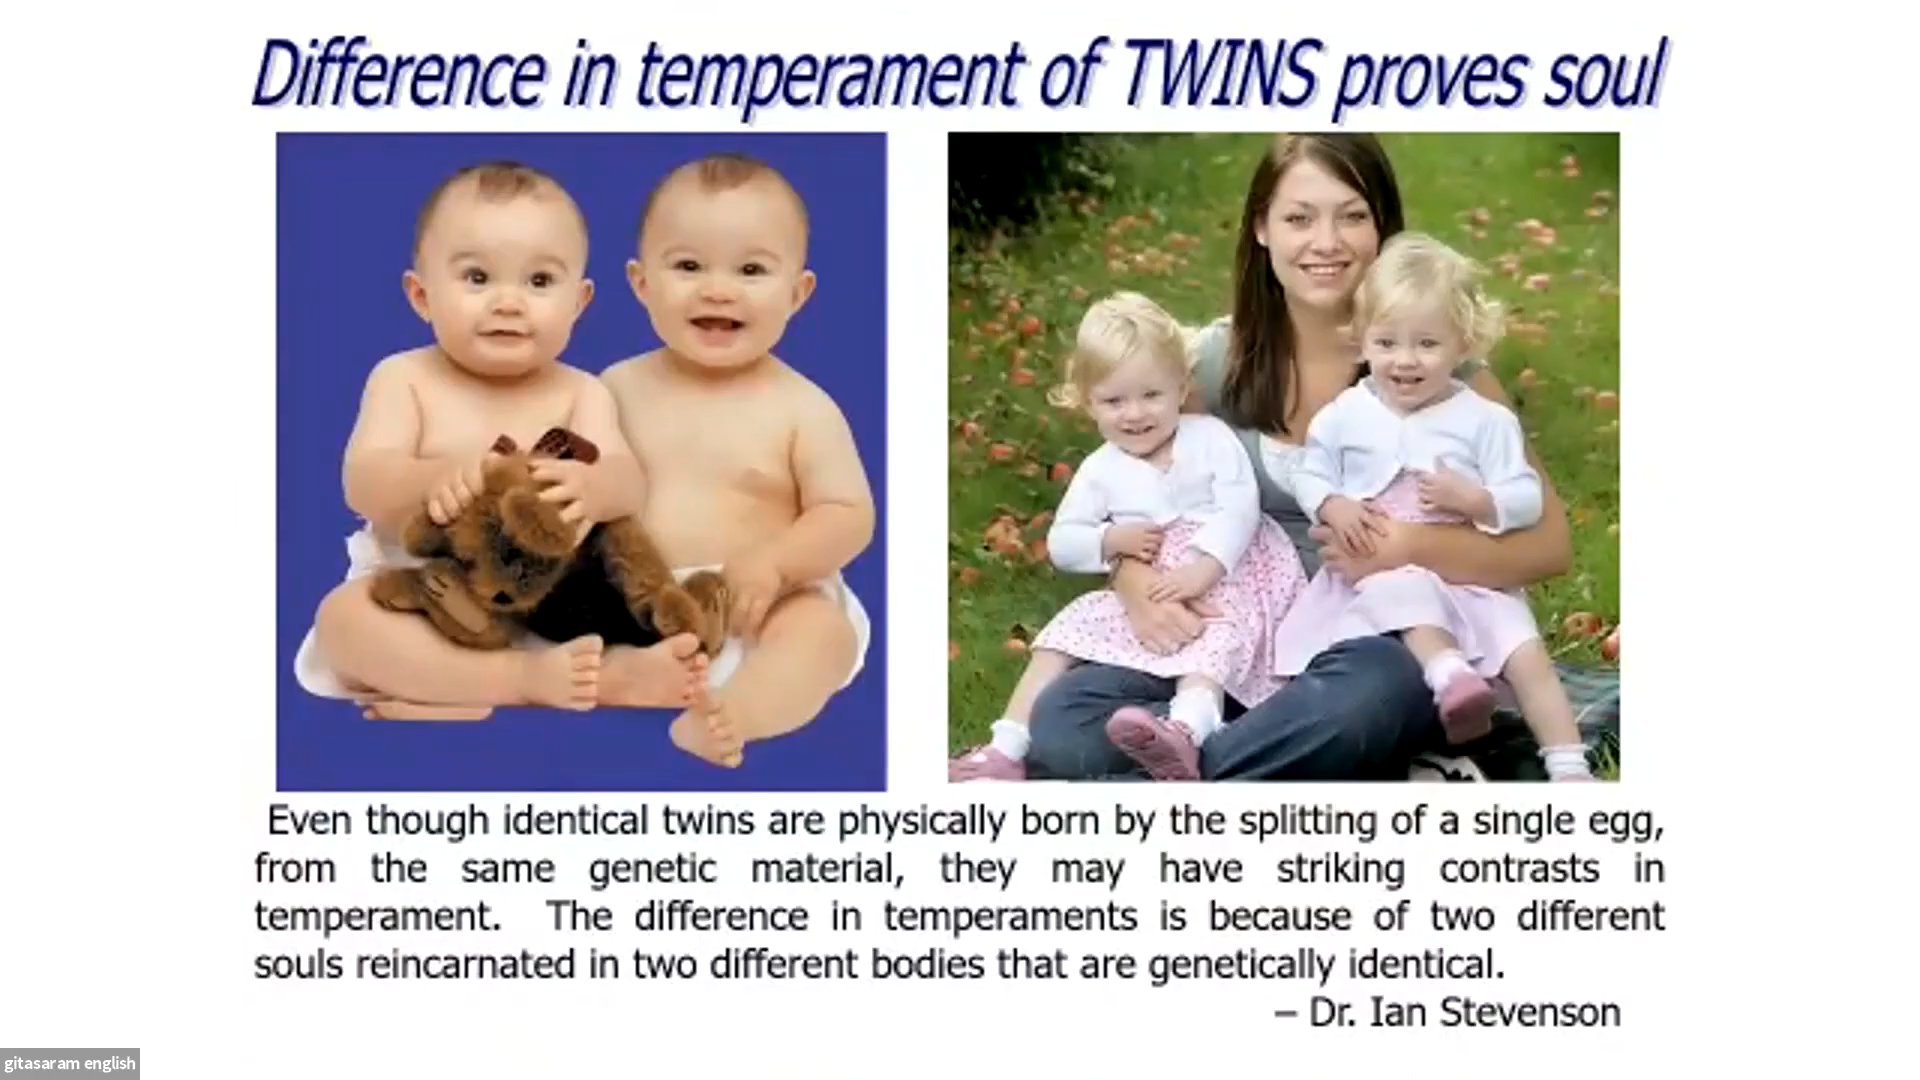 Difference in temperament of TWINS proves soul
Even though identical twins are physically born by the splitting of a single egg,
from the same genetic material, they may have striking contrasts in
temperament. The difference in temperaments is because of two different
souls reincarnated in two different bodies that are genetically identical.
– Dr. Ian Stevenson
gitasaram english